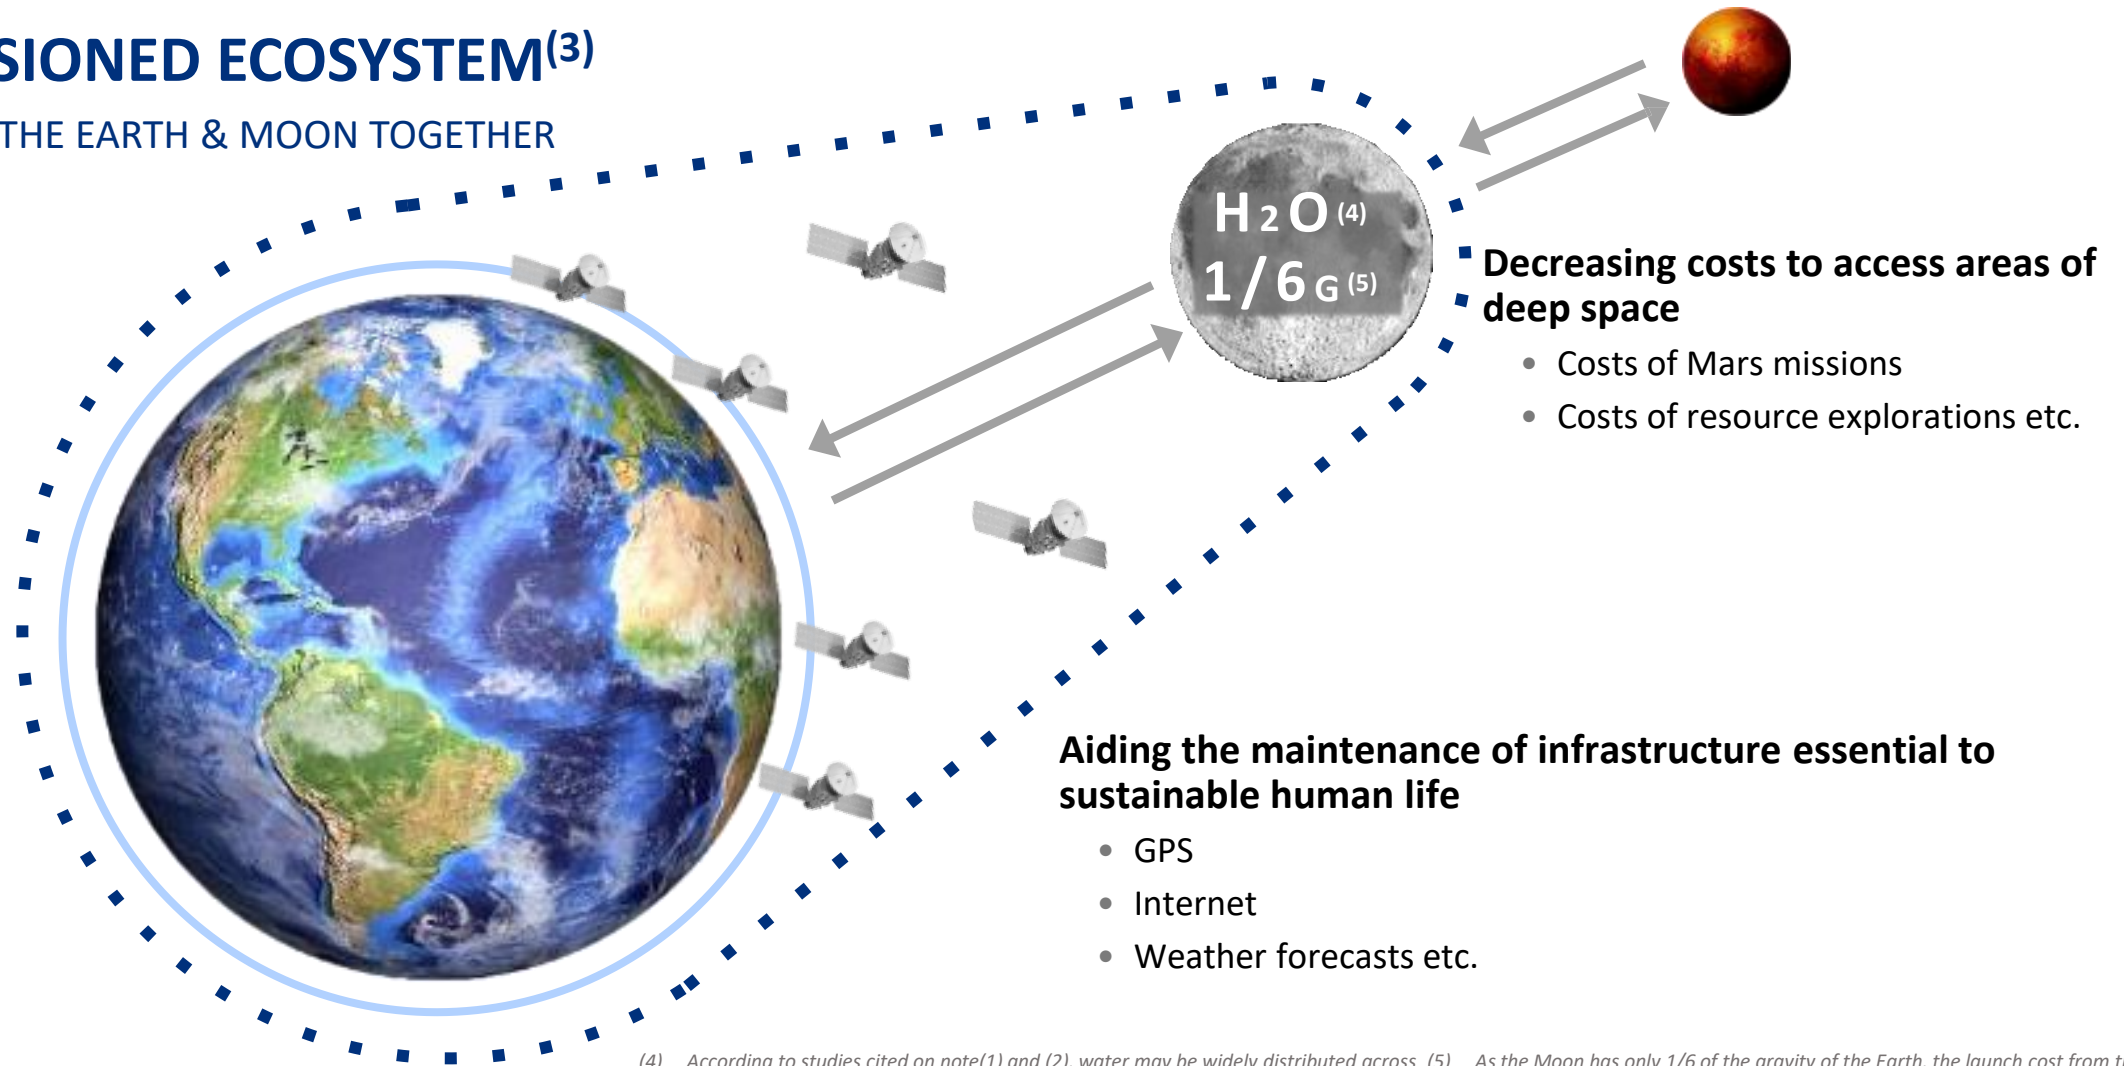 SIONED ECOSYSTEM(3)
THE EARTH & MOON TOGETHER
H2O (4)
1/6 G (5)
Decreasing costs to access areas of
deep space
• Costs of Mars missions
• Costs of resource explorations etc.
Aiding the maintenance of infrastructure essential to
sustainable human life
• GPS
• Internet
• Weather forecasts etc.
(4) According to studies cited on note(1) and (2), water may be widely distributed across (5) As the Moon has only 1/6 of the gravity of the Earth, the launch cost from